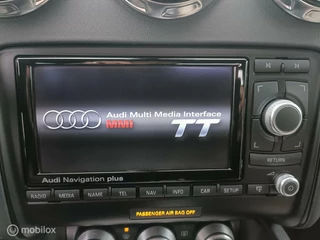 Audi Multi Media Interface
MMI
TT
Audi Navigation plus
RETURN
RADIO MEDIA NAME TEL NAV INFO CAR SETUP
PASSENGER AIR BAG OFF
mobilox